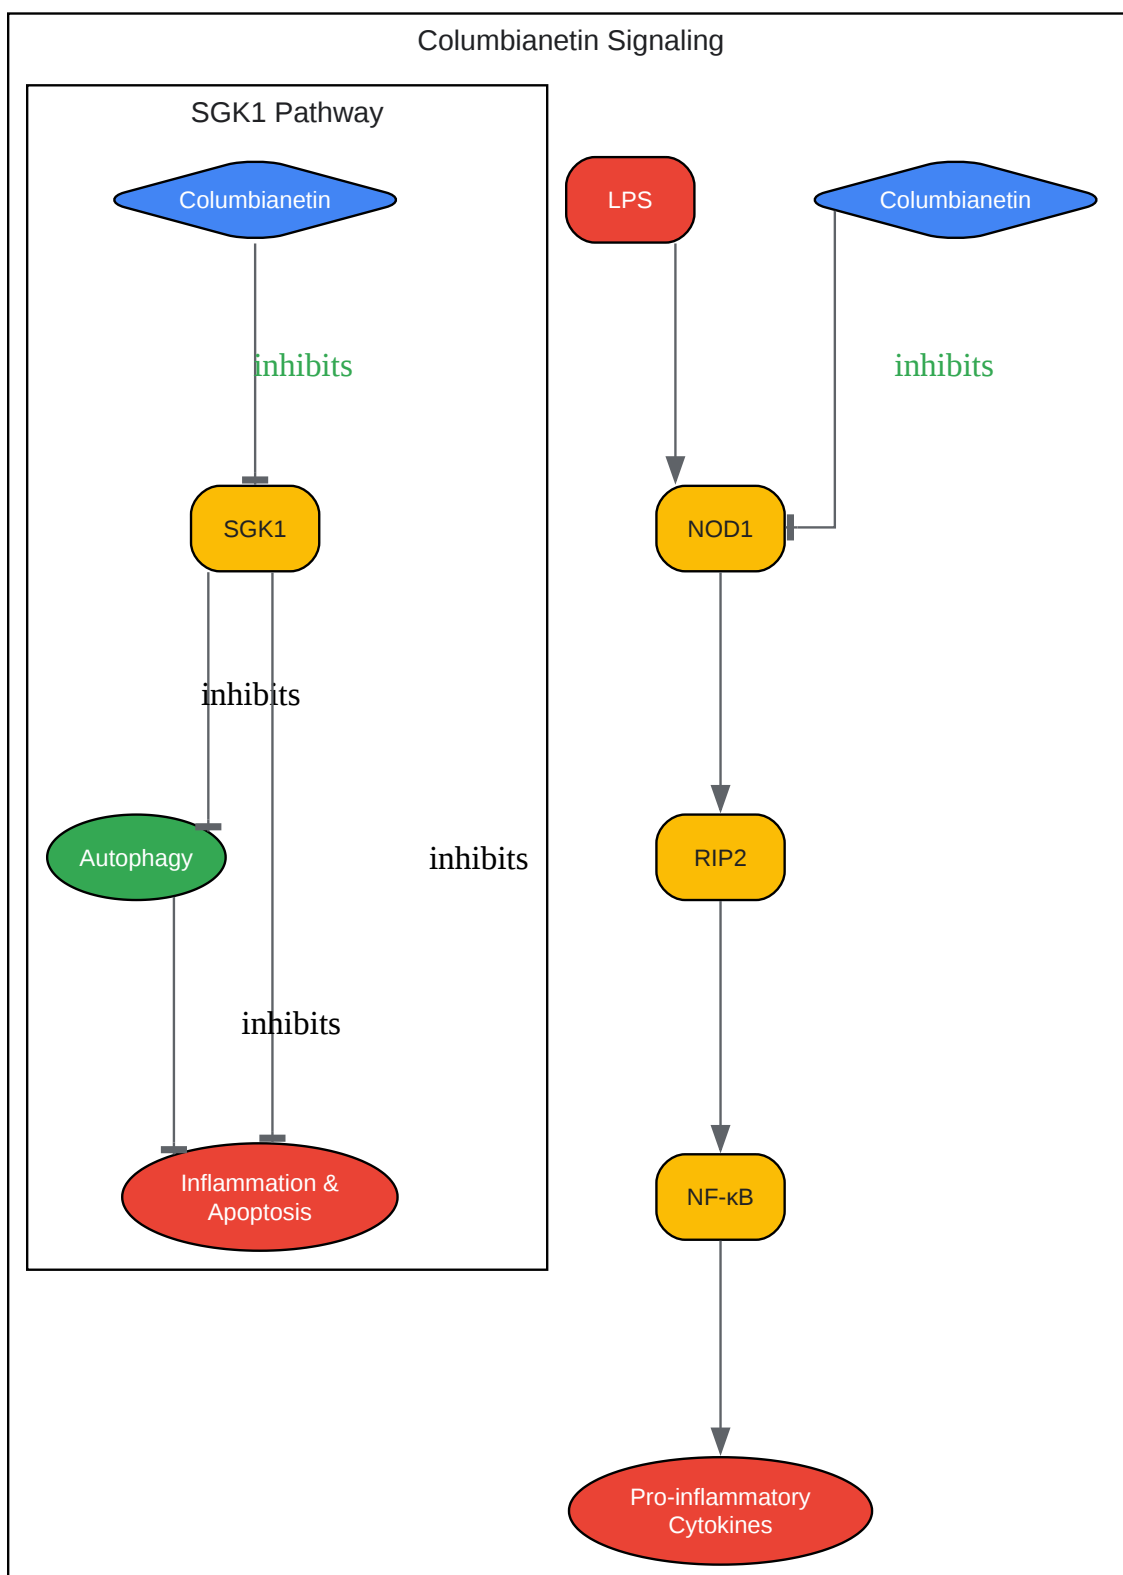 Columbianetin Signaling
SGK1 Pathway
Columbianetin
LPS
Columbianetin
inhibits
inhibits
SGK1
NOD1
inhibits
Autophagy
inhibits
RIP2
inhibits
Inflammation &
Apoptosis
NF-κB
Pro-inflammatory
Cytokines